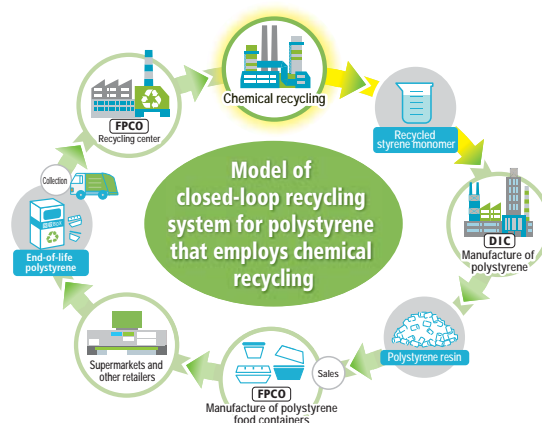 Model of
closed-loop recycling
system for polystyrene
that employs chemical
recycling
Chemical recycling
Recycled
styrene monomer
DIC
Manufacture of
polystyrene
Polystyrene resin
Sales
FPCO
Manufacture of polystyrene
food containers
Supermarkets and
other retailers
End-of-life
polystyrene
Collection
FPCO
Recycling center